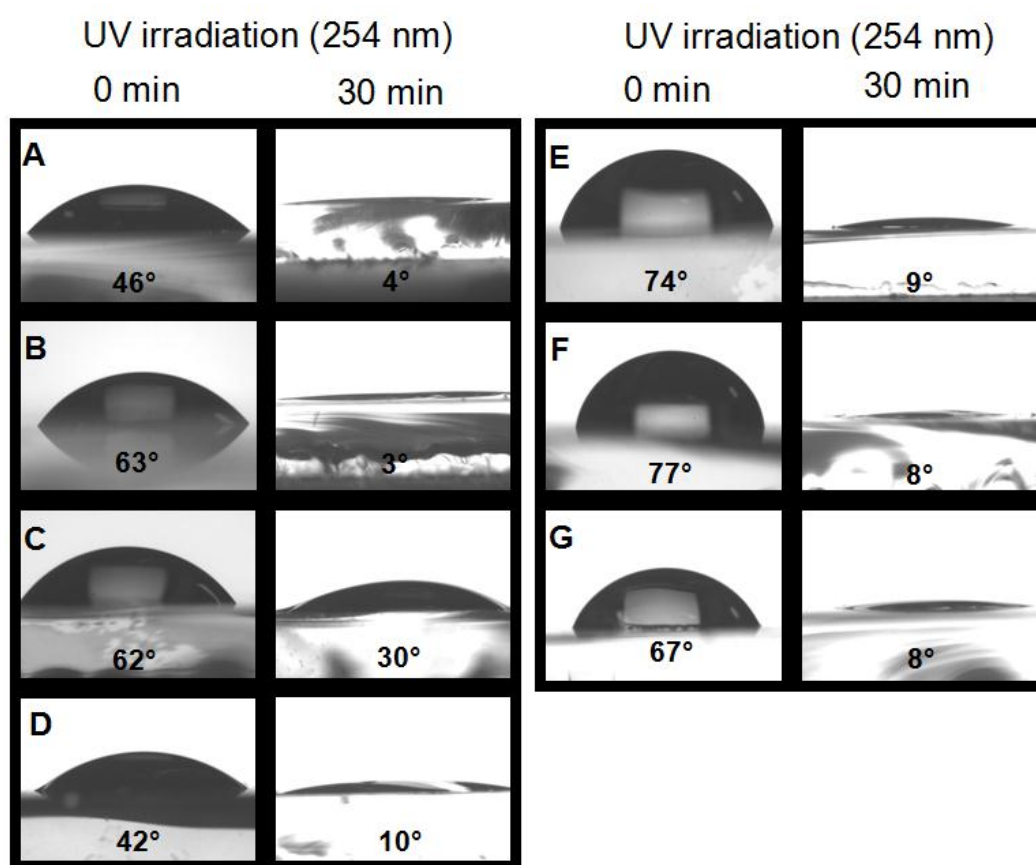 UV irradiation (254 nm)
0 min 30 min
A
46° 4°
B
63° 3°
C
62° 30°
D
42° 10°
UV irradiation (254 nm)
0 min 30 min
E
74° 9°
F
77° 8°
G
67° 8°